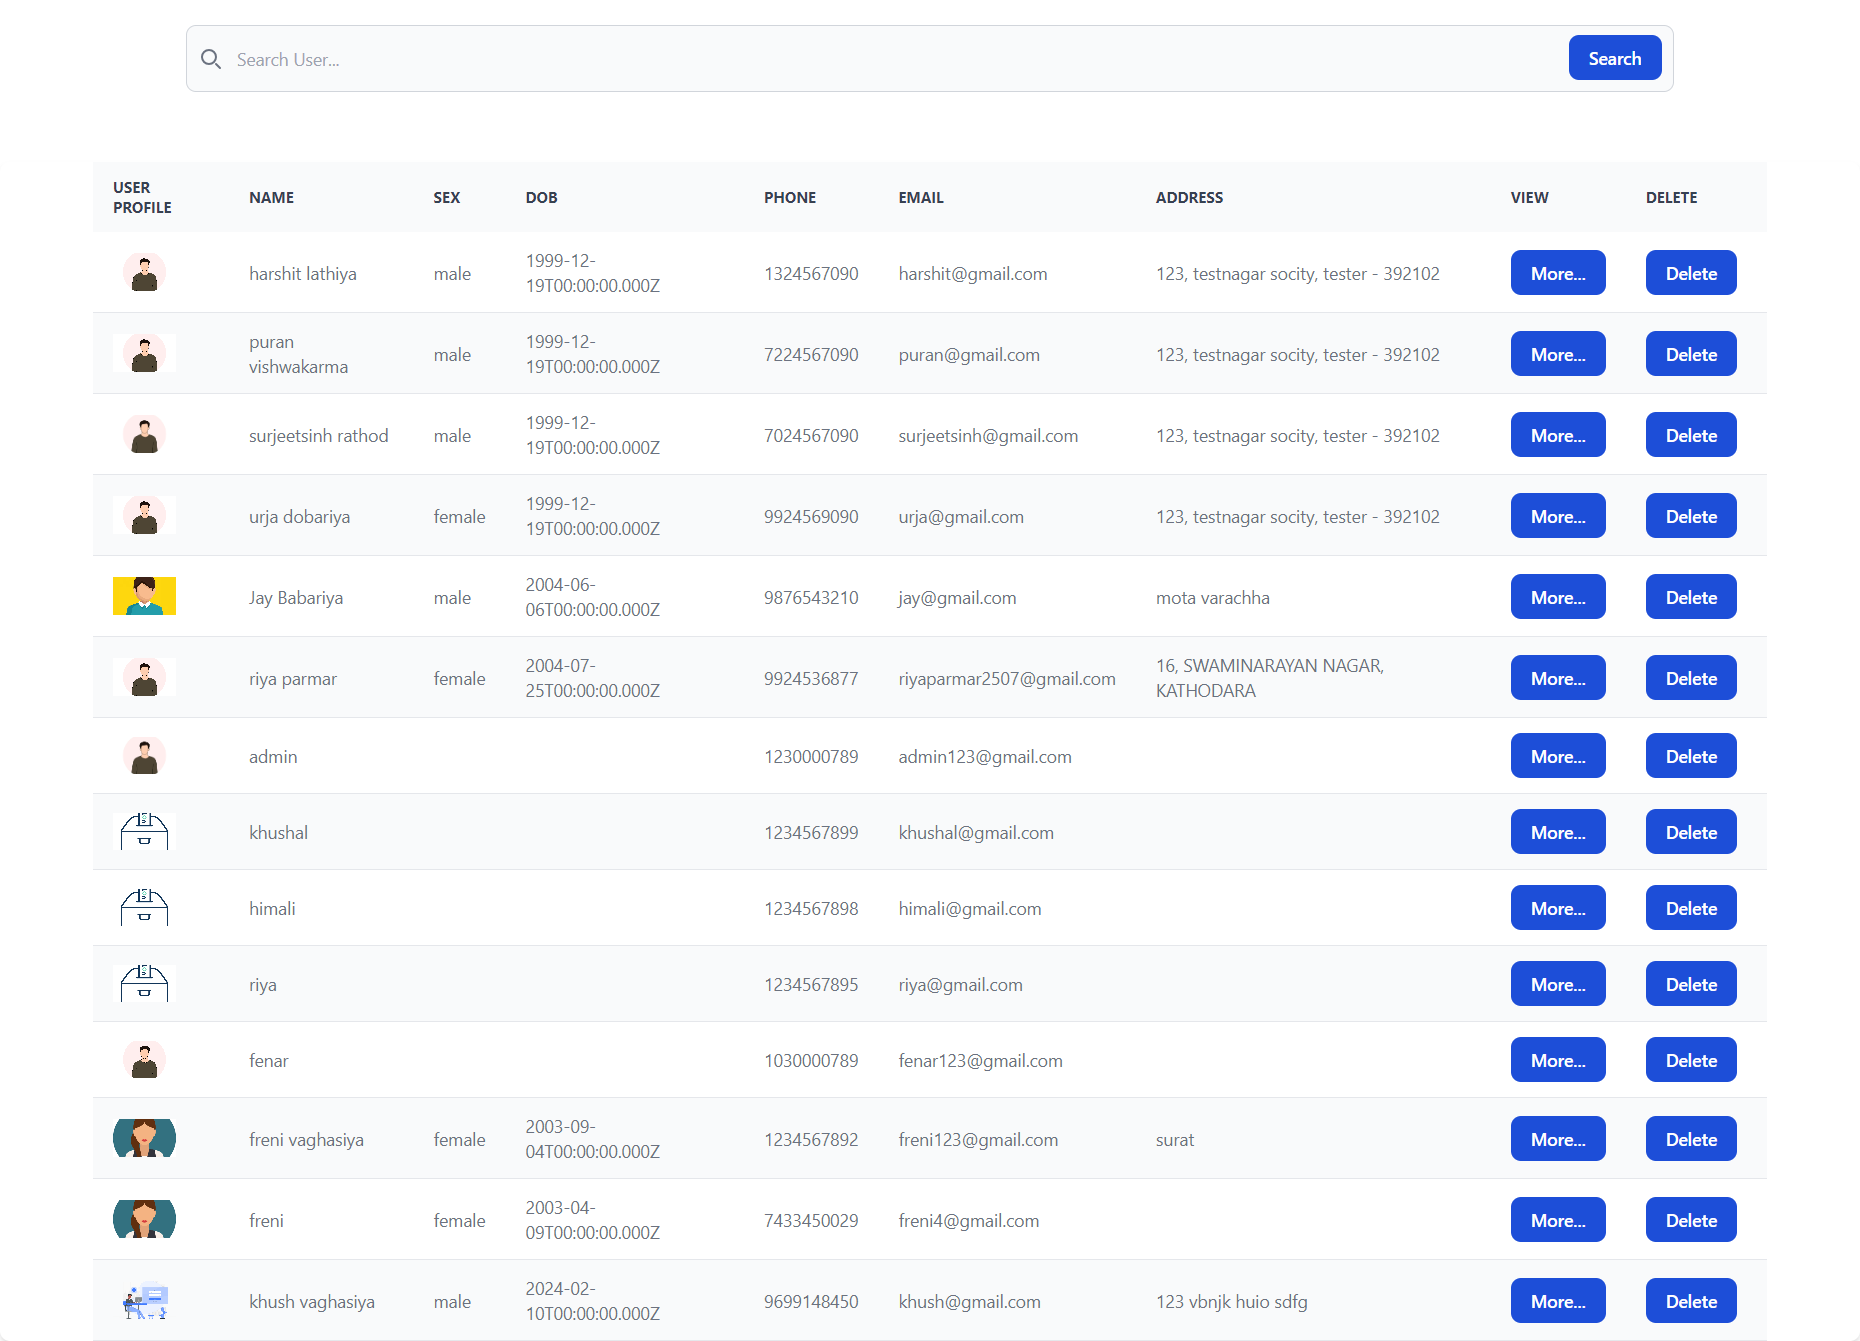 Search User...
Search
USER PROFILE NAME SEX DOB PHONE EMAIL ADDRESS VIEW DELETE
harshit lathiya male 1999-12-19T00:00:00.000Z 1324567090 harshit@gmail.com 123, testnagar socity, tester - 392102 More... Delete
puran vishwakarma male 1999-12-19T00:00:00.000Z 7224567090 puran@gmail.com 123, testnagar socity, tester - 392102 More... Delete
surjeetsinh rathod male 1999-12-19T00:00:00.000Z 7024567090 surjeetsinh@gmail.com 123, testnagar socity, tester - 392102 More... Delete
urja dobariya female 1999-12-19T00:00:00.000Z 9924569090 urja@gmail.com 123, testnagar socity, tester - 392102 More... Delete
Jay Babariya male 2004-06-06T00:00:00.000Z 9876543210 jay@gmail.com mota varachha More... Delete
riya parmar female 2004-07-25T00:00:00.000Z 9924536877 riyaparmar2507@gmail.com 16, SWAMINARAYAN NAGAR, KATHODARA More... Delete
admin 1230000789 admin123@gmail.com More... Delete
khushal 1234567899 khushal@gmail.com More... Delete
himali 1234567898 himali@gmail.com More... Delete
riya 1234567895 riya@gmail.com More... Delete
fenar 1030000789 fenar123@gmail.com More... Delete
freni vaghasiya female 2003-09-04T00:00:00.000Z 1234567892 freni123@gmail.com surat More... Delete
freni female 2003-04-09T00:00:00.000Z 7433450029 freni4@gmail.com More... Delete
khush vaghasiya male 2024-02-10T00:00:00.000Z 9699148450 khush@gmail.com 123 vbnjk huio sdfg More... Delete